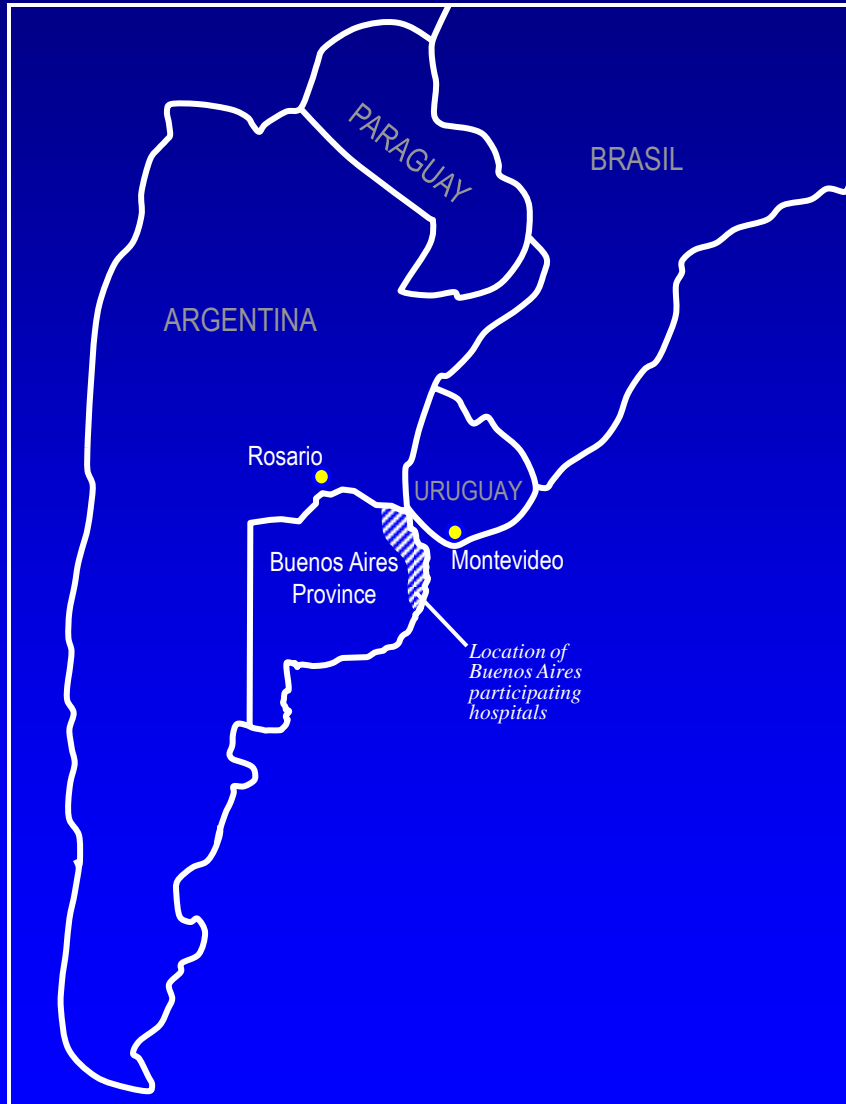 PARAGUAY
BRASIL
ARGENTINA
Rosario
URUGUAY
Buenos Aires
Province
Montevideo
Location of
Buenos Aires
participating
hospitals